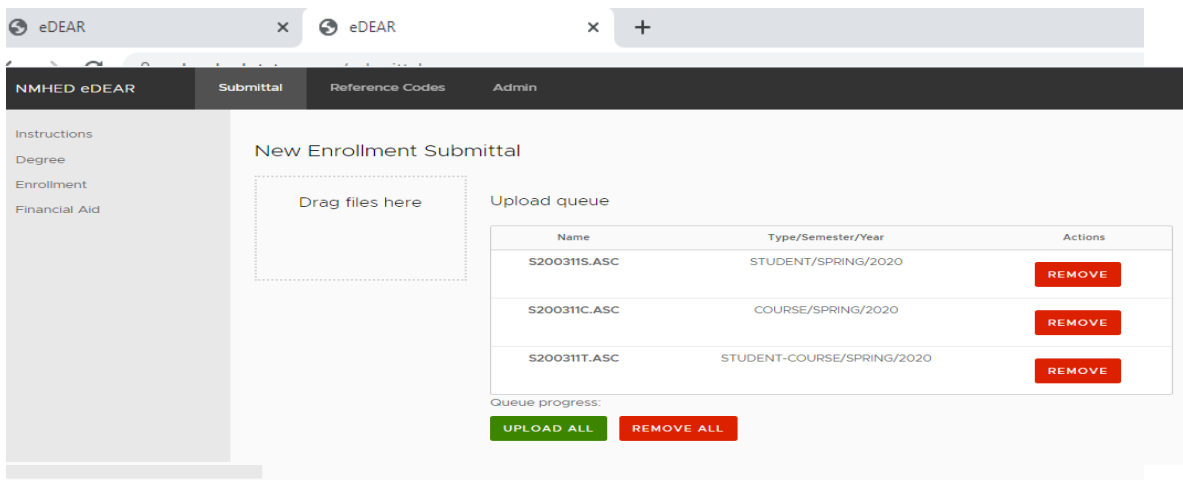 eDEAR
eDEAR
NMHED eDEAR
Submittal
Reference Codes
Admin
Instructions
Degree
Enrollment
Financial Aid
New Enrollment Submittal
Drag files here
Upload queue
Name Type/Semester/Year Actions
S200311S.ASC STUDENT/SPRING/2020 REMOVE
S200311C.ASC COURSE/SPRING/2020 REMOVE
S200311T.ASC STUDENT-COURSE/SPRING/2020 REMOVE
Queue progress:
UPLOAD ALL REMOVE ALL